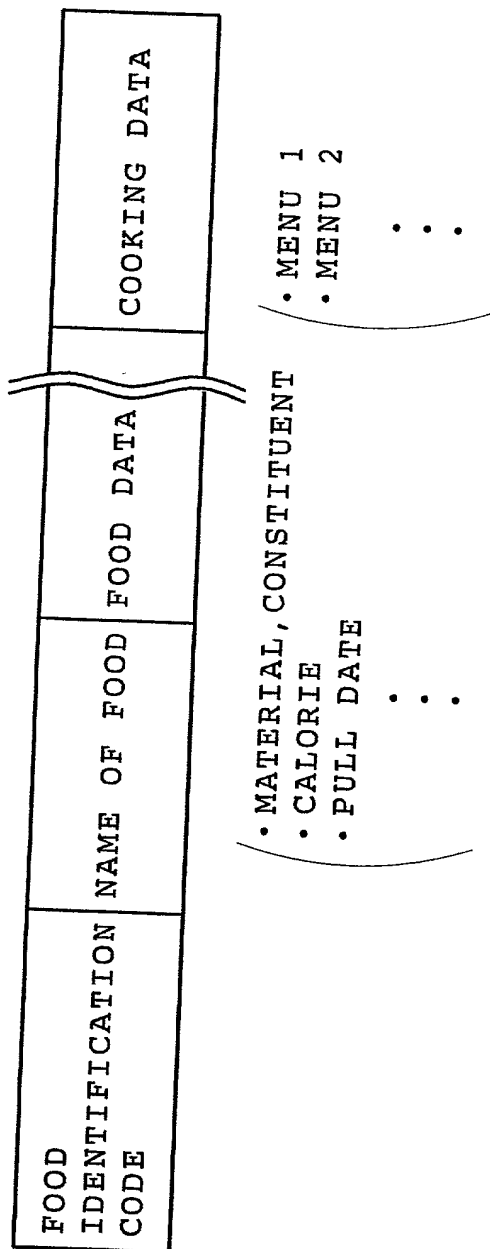 FOOD
IDENTIFICATION
CODE
NAME OF FOOD
FOOD DATA
COOKING DATA
• MATERIAL, CONSTITUENT
• CALORIE
• PULL DATE
• MENU 1
• MENU 2